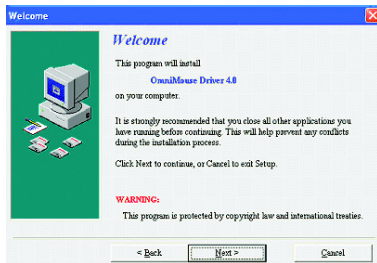 Welcome
Welcome
This program will install
OmniMouse Driver 4.0
on your computer.
It is strongly recommended that you close all other applications you
have running before continuing. This will help prevent any conflicts
during the installation process.
Click Next to continue, or Cancel to exit Setup.
WARNING:
This program is protected by copyright law and international treaties.
< Back
Next >
Cancel